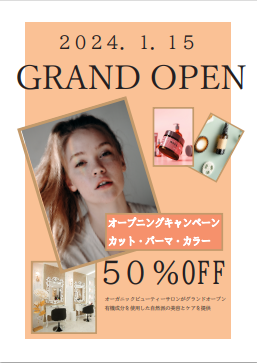 2024. 1. 15
GRAND OPEN
オープニングキャンペーン
カット・パーマ・カラー
50%OFF
オーガニックビューティーサロンがグランドオープン
有機成分を使用した自然派の美容とケアを提供